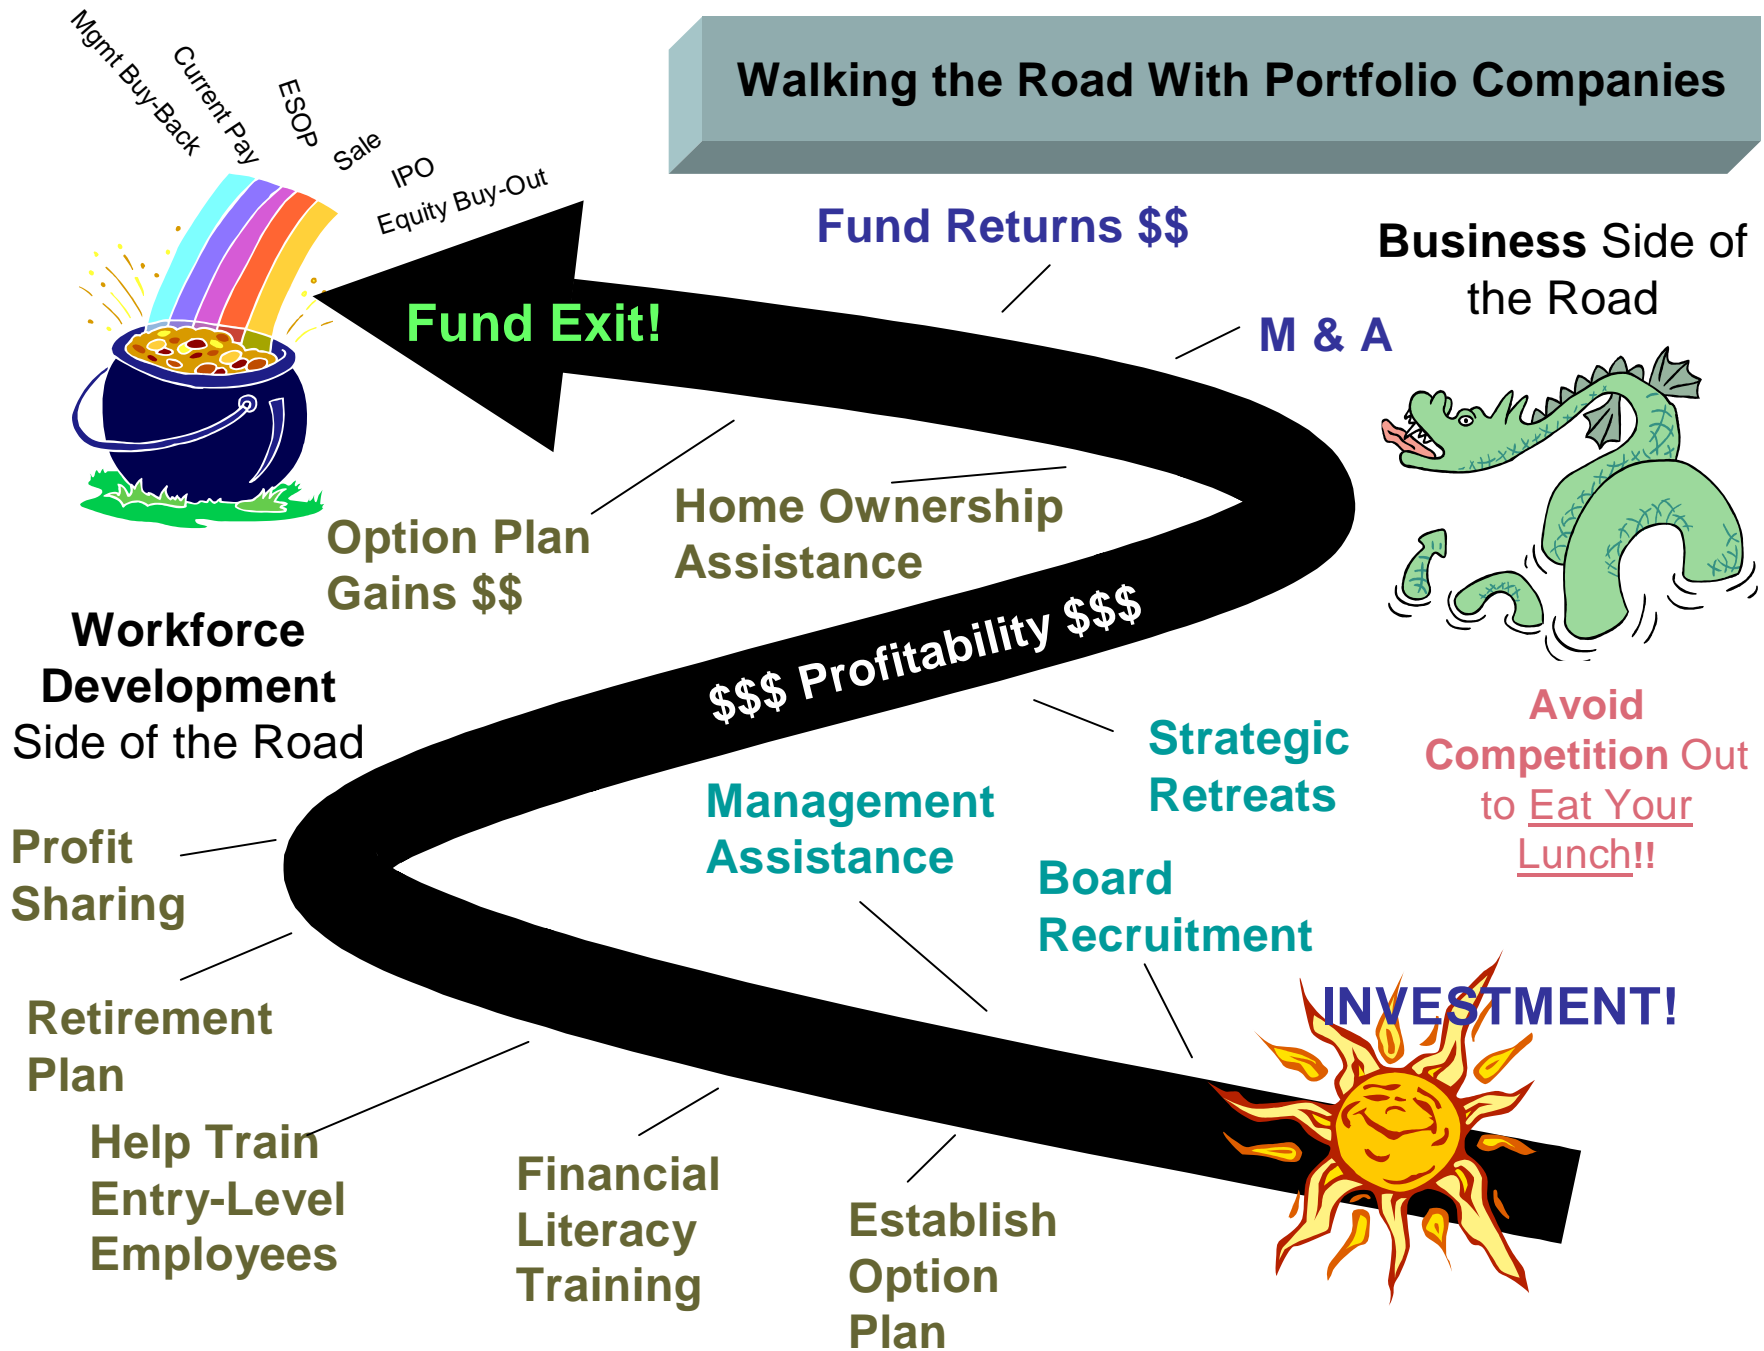 Mgmt Buy-Back
Current Pay
ESOP
Sale
IPO
Equity Buy-Out
Walking the Road With Portfolio Companies
Fund Returns $$
Business Side of
the Road
Fund Exit!
M & A
Option Plan
Gains $$
Home Ownership
Assistance
Workforce
Development
Side of the Road
$$$ Profitability $$$
Strategic
Retreats
Avoid
Competition Out
to Eat Your
Lunch!!
Management
Assistance
Profit
Sharing
Board
Recruitment
INVESTMENT!
Retirement
Plan
Help Train
Entry-Level
Employees
Financial
Literacy
Training
Establish
Option
Plan